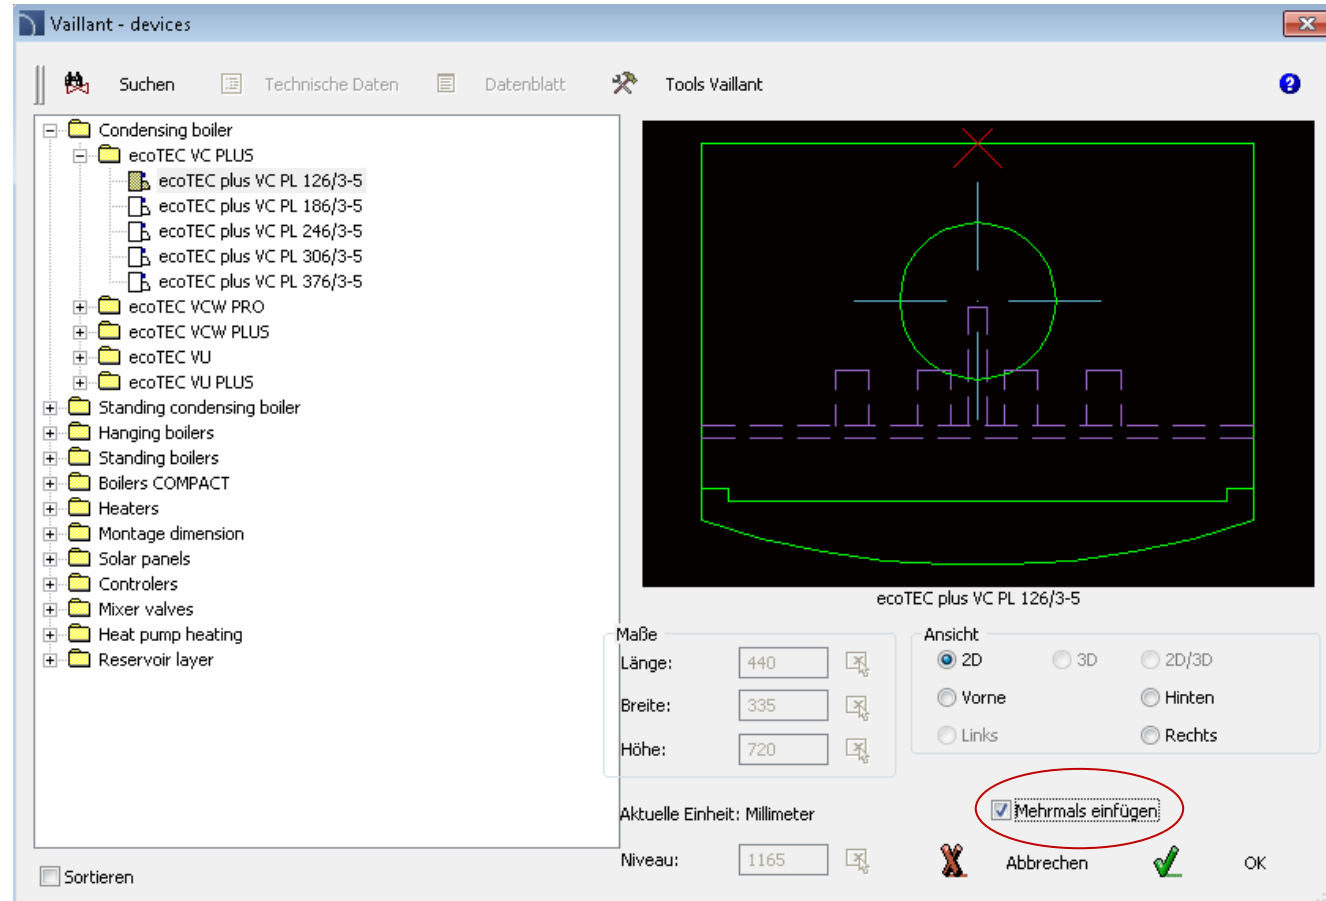 Vaillant - devices
Suchen Technische Daten Datenblatt Tools Vaillant ?
Condensing boiler
ecoTEC VC PLUS
ecoTEC plus VC PL 126/3-5
ecoTEC plus VC PL 186/3-5
ecoTEC plus VC PL 246/3-5
ecoTEC plus VC PL 306/3-5
ecoTEC plus VC PL 376/3-5
ecoTEC VCW PRO
ecoTEC VCW PLUS
ecoTEC VU
ecoTEC VU PLUS
Standing condensing boiler
Hanging boilers
Standing boilers
Boilers COMPACT
Heaters
Montage dimension
Solar panels
Controlers
Mixer valves
Heat pump heating
Reservoir layer
Sortieren
ecoTEC plus VC PL 126/3-5
Maße
Länge: 440
Breite: 335
Höhe: 720
Ansicht
2D 3D 2D/3D
Vorne Hinten
Links Rechts
Aktuelle Einheit: Millimeter
Mehrmals einfügen
Niveau: 1165
Abbrechen OK